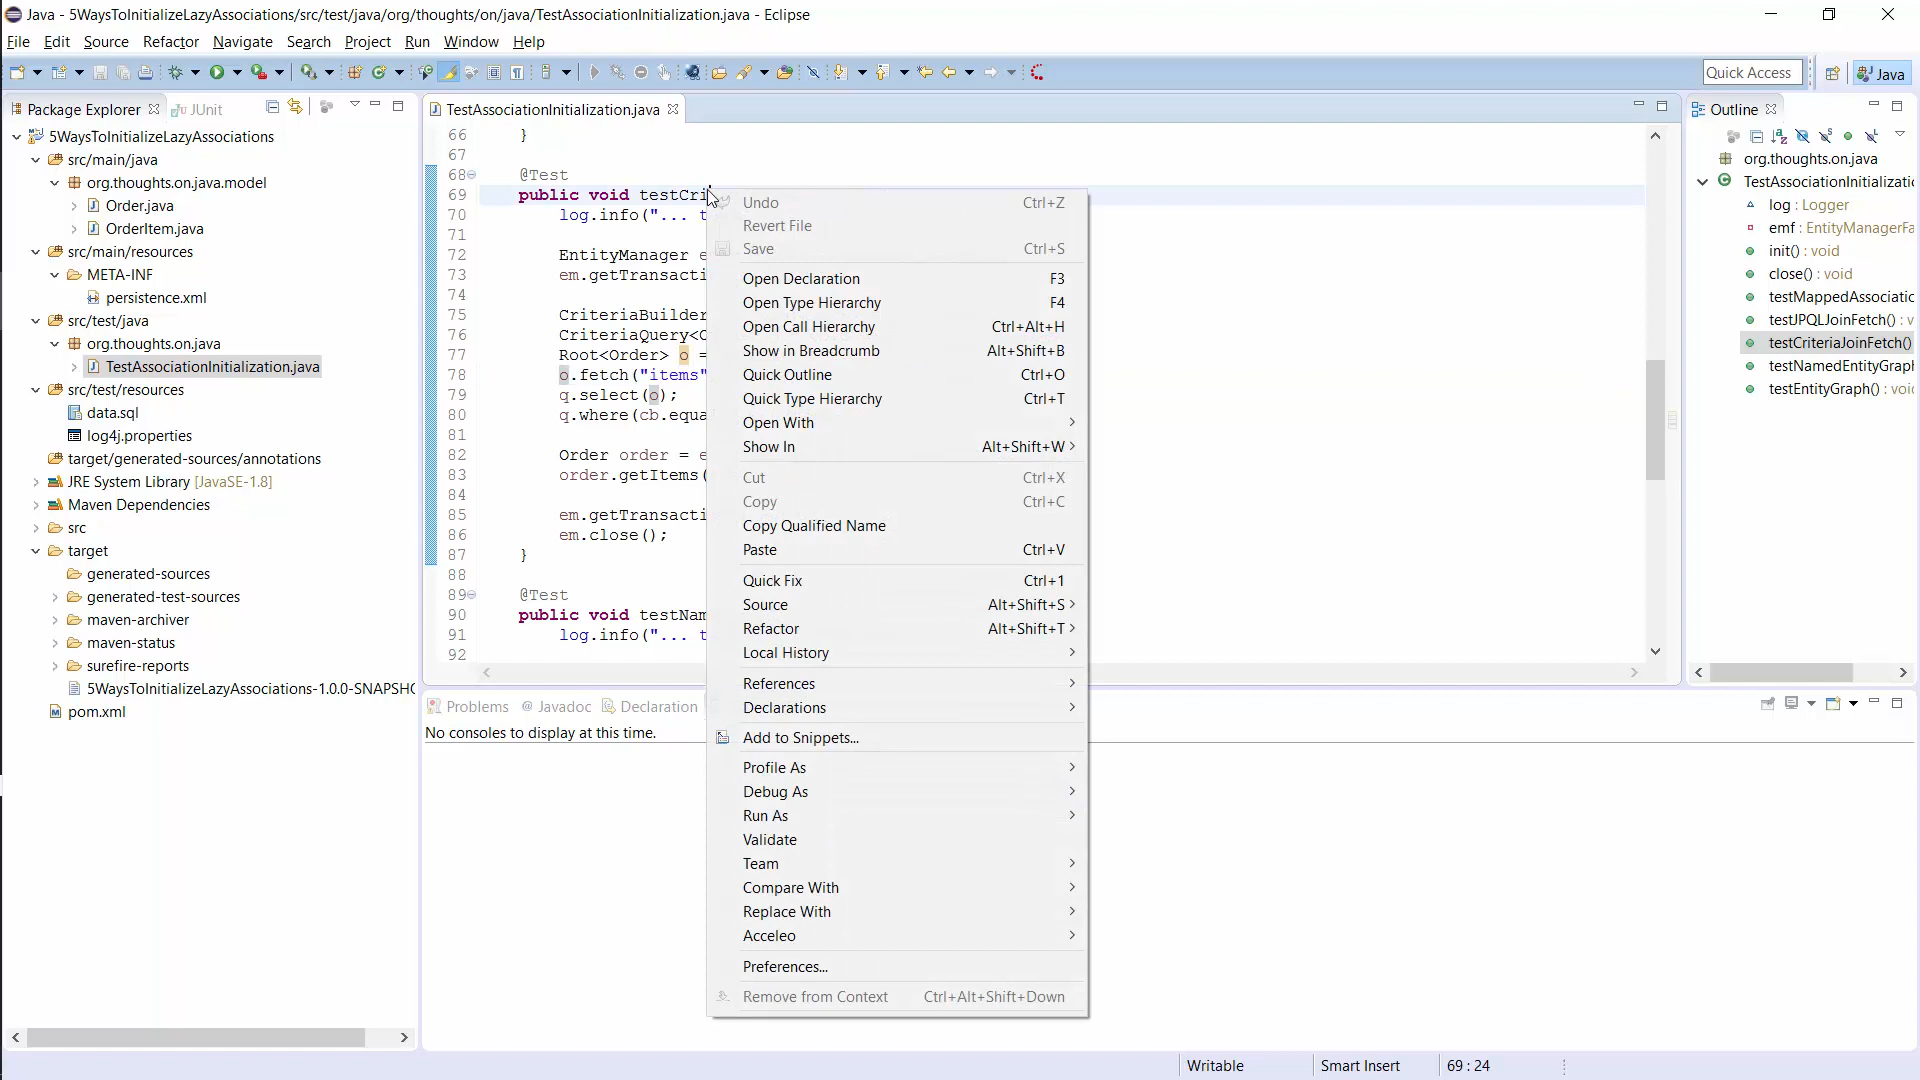 Java - 5WaysToInitializeLazyAssociations/src/test/java/org/thoughts/on/java/TestAssociationInitialization.java - Eclipse
File Edit Source Refactor Navigate Search Project Run Window Help
Quick Access
Java
Package Explorer
JUnit
5WaysToInitializeLazyAssociations
src/main/java
org.thoughts.on.java.model
Order.java
OrderItem.java
src/main/resources
META-INF
persistence.xml
src/test/java
org.thoughts.on.java
TestAssociationInitialization.java
src/test/resources
data.sql
log4j.properties
target/generated-sources/annotations
JRE System Library [JavaSE-1.8]
Maven Dependencies
src
target
generated-sources
generated-test-sources
maven-archiver
maven-status
surefire-reports
5WaysToInitializeLazyAssociations-1.0.0-SNAPSHO
pom.xml
TestAssociationInitialization.java
66 }
67
68 @Test
69 public void testCri
70 log.info("... t
71
72 EntityManager e
73 em.getTransacti
74
75 CriteriaBuilder
76 CriteriaQuery<O
77 Root<Order> o =
78 o.fetch("items"
79 q.select(o);
80 q.where(cb.equa
81
82 Order order = e
83 order.getItems(
84
85 em.getTransacti
86 em.close();
87 }
88
89 @Test
90 public void testNam
91 log.info("... t
92
Undo Ctrl+Z
Revert File
Save Ctrl+S
Open Declaration F3
Open Type Hierarchy F4
Open Call Hierarchy Ctrl+Alt+H
Show in Breadcrumb Alt+Shift+B
Quick Outline Ctrl+O
Quick Type Hierarchy Ctrl+T
Open With
Show In Alt+Shift+W
Cut Ctrl+X
Copy Ctrl+C
Copy Qualified Name
Paste Ctrl+V
Quick Fix Ctrl+1
Source Alt+Shift+S
Refactor Alt+Shift+T
Local History
References
Declarations
Add to Snippets...
Profile As
Debug As
Run As
Validate
Team
Compare With
Replace With
Acceleo
Preferences...
Remove from Context Ctrl+Alt+Shift+Down
Outline
org.thoughts.on.java
TestAssociationInitializatio
log : Logger
emf : EntityManagerFa
init() : void
close() : void
testMappedAssociatio
testJPQLJoinFetch() : v
testCriteriaJoinFetch()
testNamedEntityGraph
testEntityGraph() : voic
Problems @ Javadoc Declaration
No consoles to display at this time.
Writable Smart Insert 69 : 24